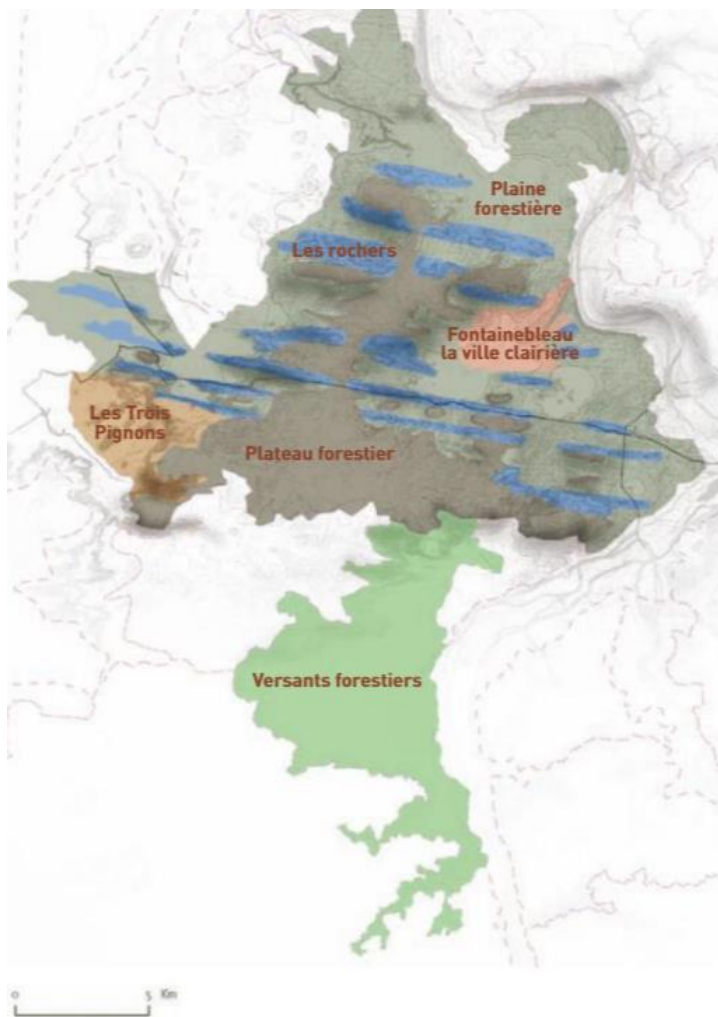 Plaine
forestière
Les rochers
Fontainebleau
la ville clairière
Les Trois
Pignons
Plateau forestier
Versants forestiers
0 5 Km